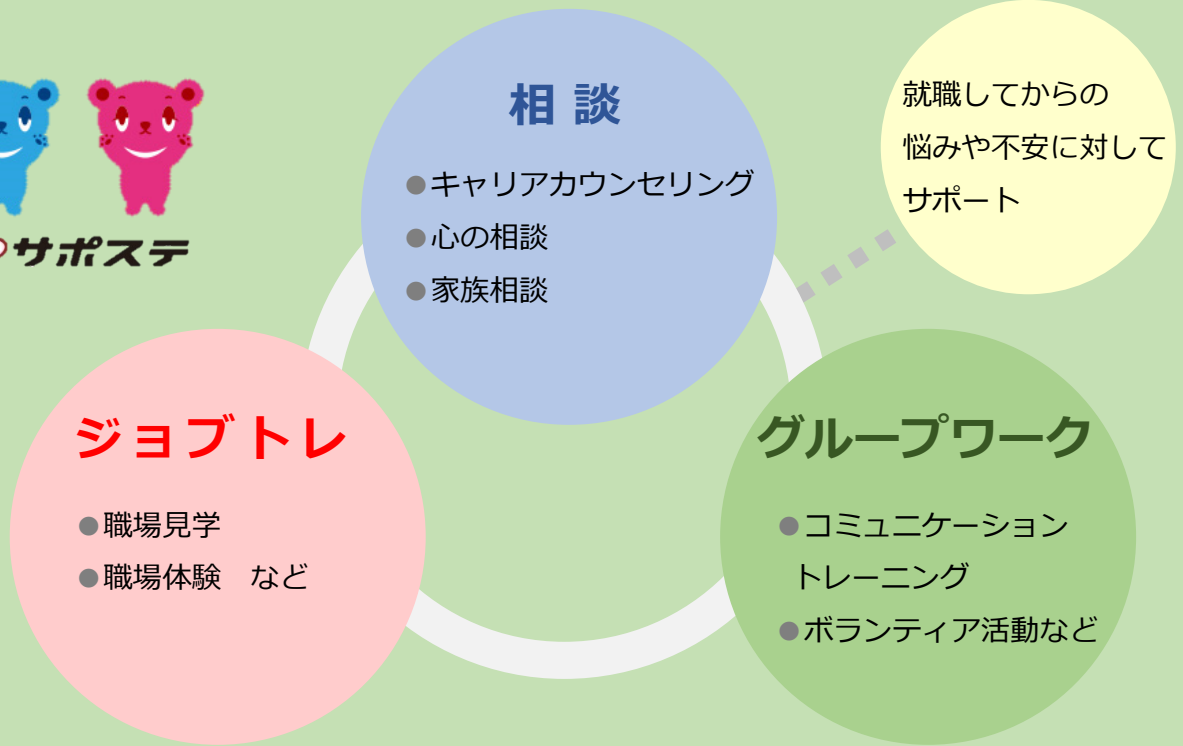 相談
●キャリアカウンセリング
●心の相談
●家族相談
就職してからの
悩みや不安に対して
サポート
サポステ
ジョブトレ
●職場見学
●職場体験　など
グループワーク
●コミュニケーション
トレーニング
●ボランティア活動など